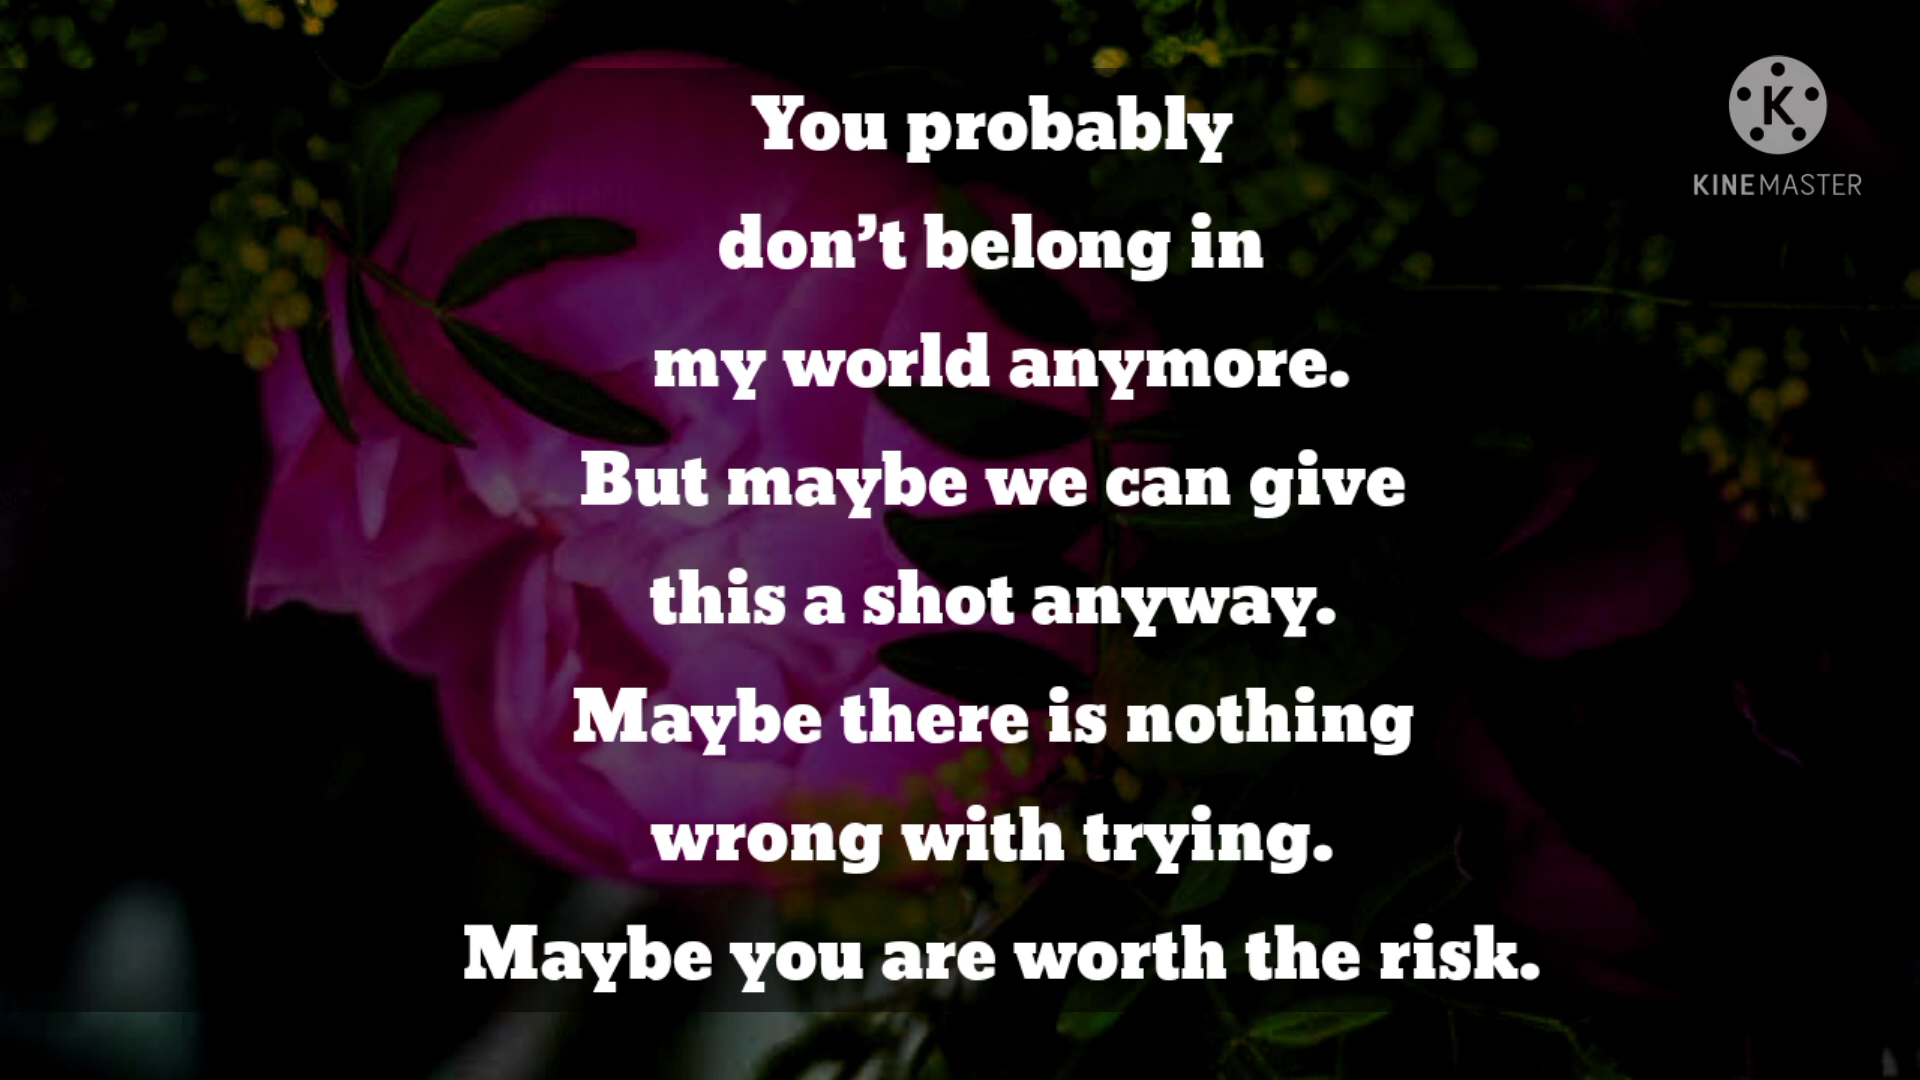 You probably
don’t belong in
my world anymore.
But maybe we can give
this a shot anyway.
Maybe there is nothing
wrong with trying.
Maybe you are worth the risk.
K
KINEMASTER